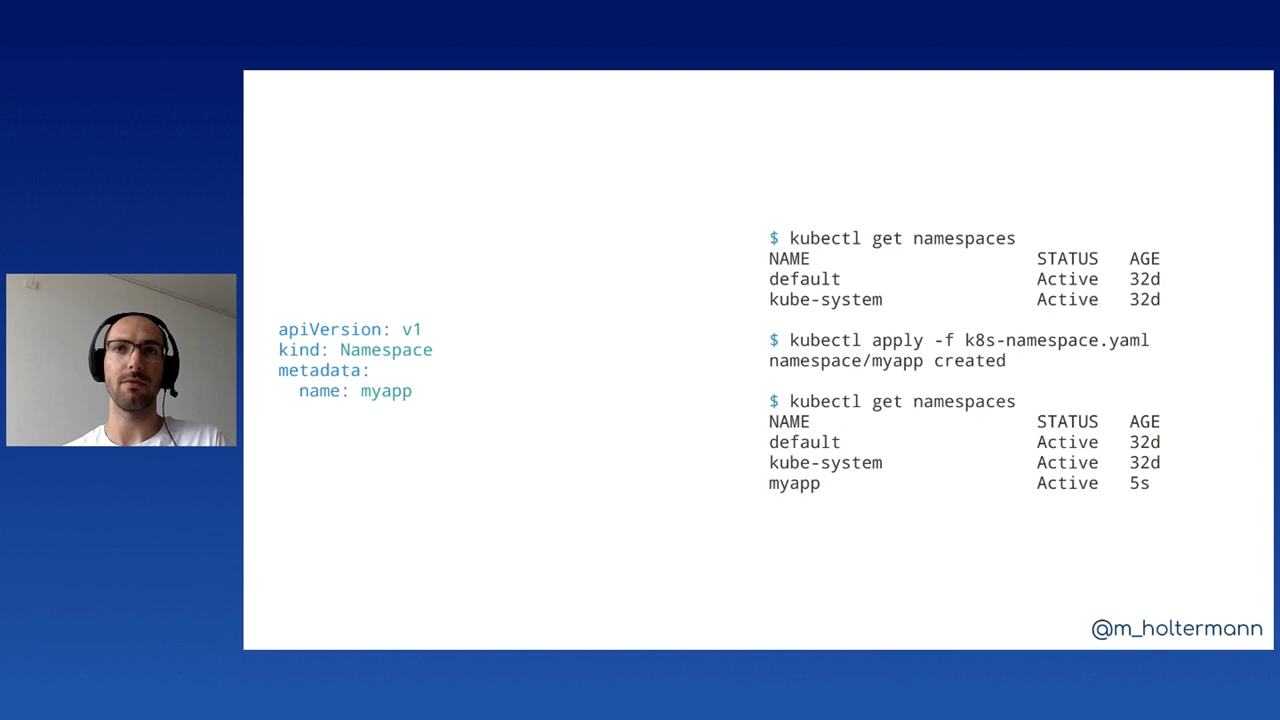 apiVersion: v1
kind: Namespace
metadata:
  name: myapp
$ kubectl get namespaces
NAME                      STATUS   AGE
default                   Active   32d
kube-system               Active   32d
$ kubectl apply -f k8s-namespace.yaml
namespace/myapp created
$ kubectl get namespaces
NAME                      STATUS   AGE
default                   Active   32d
kube-system               Active   32d
myapp                     Active   5s
@m_holtermann